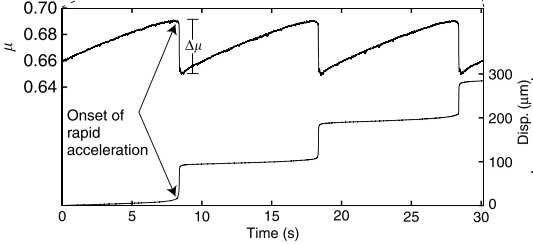 0.70
0.68
μ
0.66
0.64
Δμ
Onset of
rapid
acceleration
300
200
100
0
Disp. (μm)
0 5 10 15 20 25 30
Time (s)